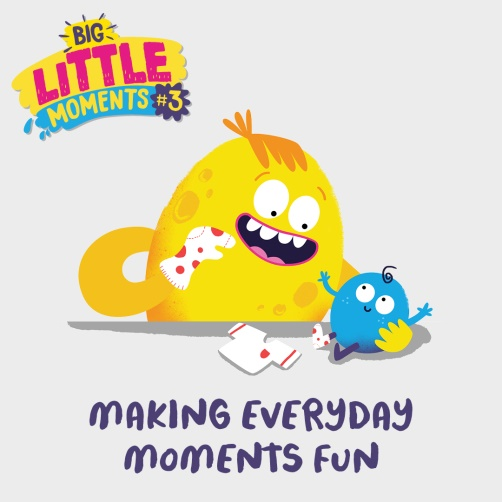 BIG
LiTTLE
MOMENTS #3
MAKING EVERYDAY
MOMENTS FUN